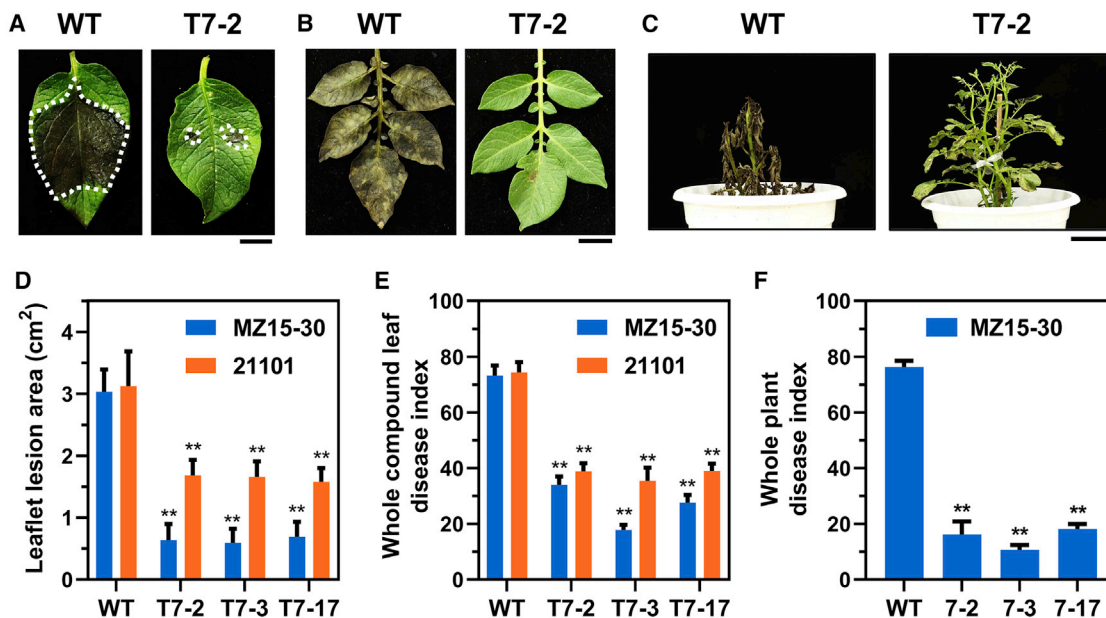 A WT T7-2 B WT T7-2 C WT T7-2
D
Leaflet lesion area (cm²)
4
3
2
1
0
MZ15-30
21101
** ** ** ** ** **
WT T7-2 T7-3 T7-17
E
Whole compound leaf
disease index
100
80
60
40
20
0
MZ15-30
21101
** ** ** ** ** **
WT T7-2 T7-3 T7-17
F
Whole plant
disease index
100
80
60
40
20
0
MZ15-30
** ** **
WT 7-2 7-3 7-17